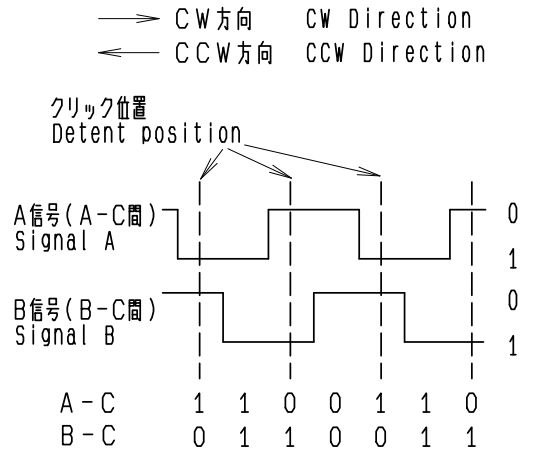 CW方向 CW Direction
CCW方向 CCW Direction
クリック位置
Detent position
A信号(A-C間) 0
Signal A 1
B信号(B-C間) 0
Signal B 1
A-C 1 1 0 0 1 1 0
B-C 0 1 1 0 0 1 1